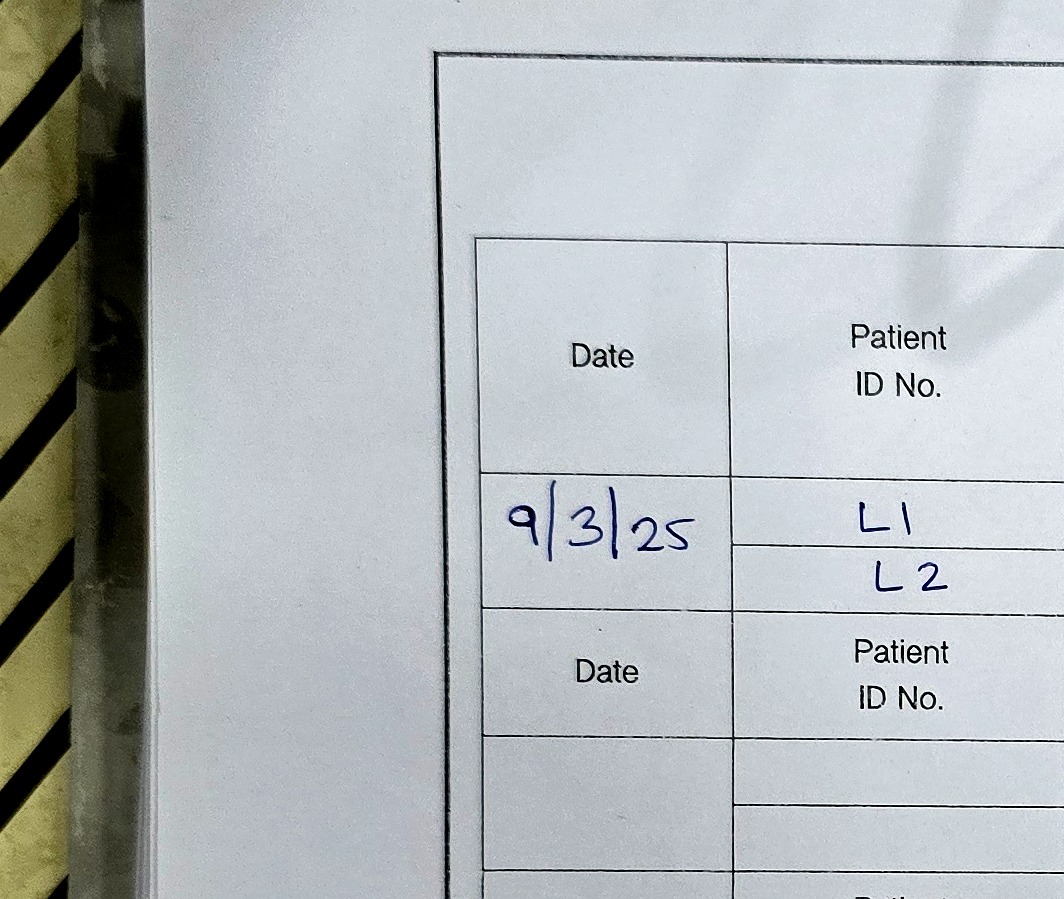 Date
Patient
ID No.
9/3/25
L1
L2
Date
Patient
ID No.